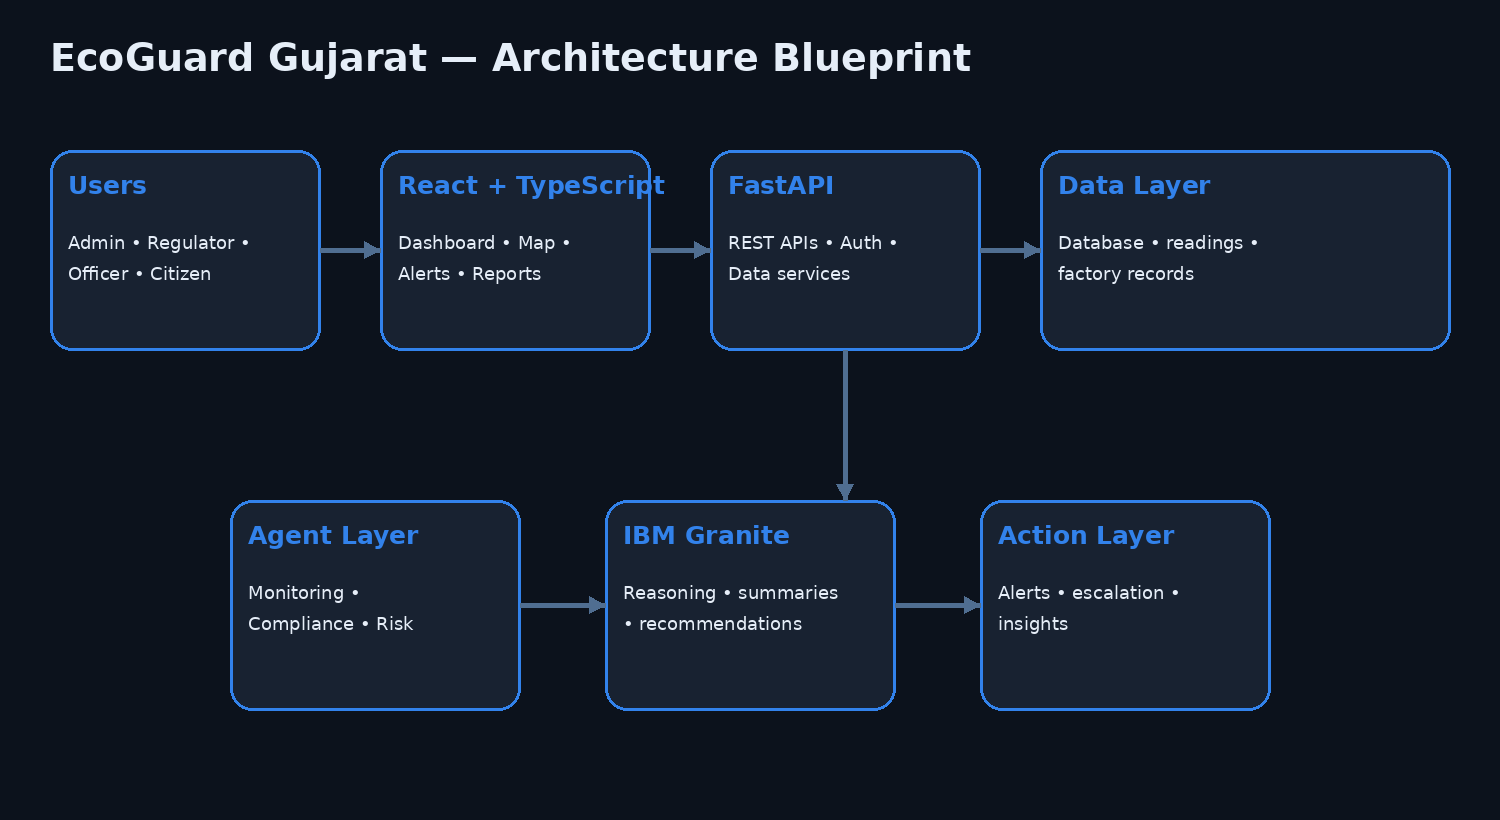 EcoGuard Gujarat — Architecture Blueprint
Users
Admin • Regulator •
Officer • Citizen
React + TypeScript
Dashboard • Map •
Alerts • Reports
FastAPI
REST APIs • Auth •
Data services
Data Layer
Database • readings •
factory records
Agent Layer
Monitoring •
Compliance • Risk
IBM Granite
Reasoning • summaries
• recommendations
Action Layer
Alerts • escalation •
insights